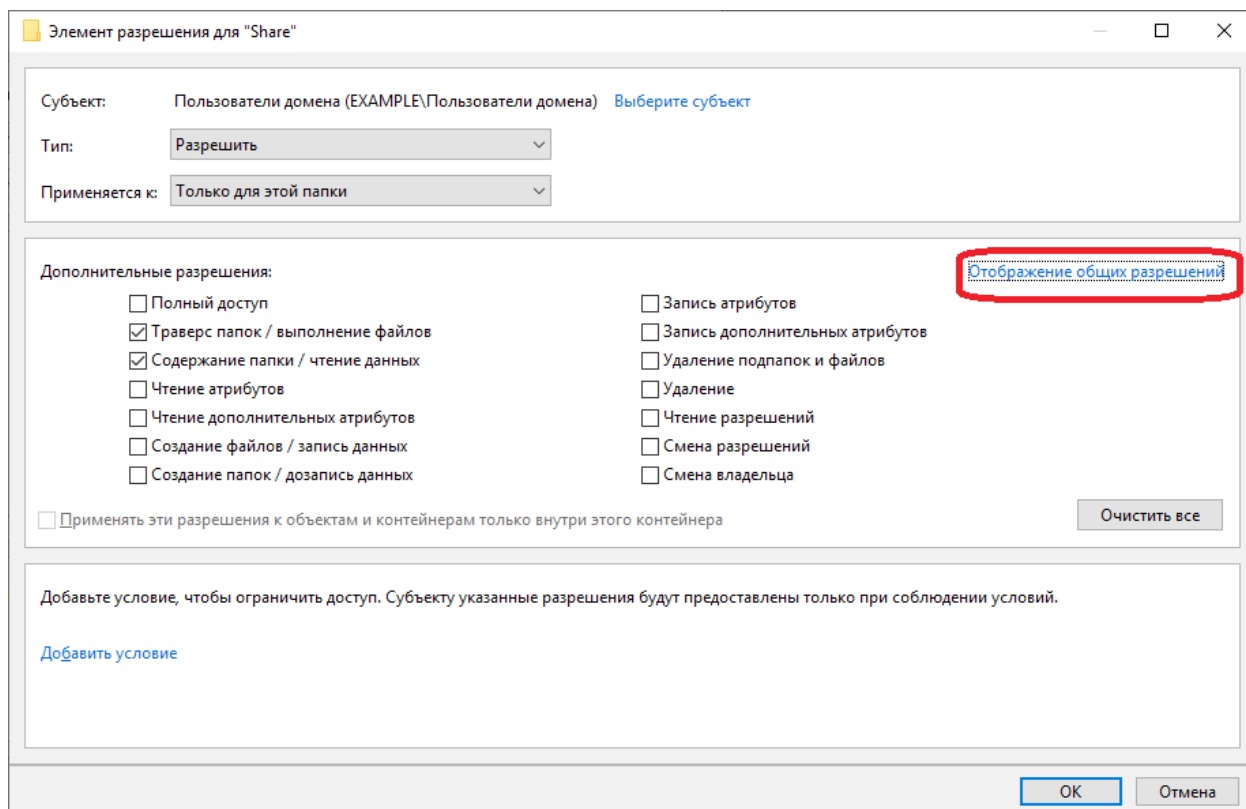 Элемент разрешения для "Share"
Субъект: Пользователи домена (EXAMPLE\Пользователи домена) Выберите субъект
Тип: Разрешить
Применяется к: Только для этой папки
Дополнительные разрешения: Отображение общих разрешений
Полный доступ Запись атрибутов
Траверс папок / выполнение файлов Запись дополнительных атрибутов
Содержание папки / чтение данных Удаление подпапок и файлов
Чтение атрибутов Удаление
Чтение дополнительных атрибутов Чтение разрешений
Создание файлов / запись данных Смена разрешений
Создание папок / дозапись данных Смена владельца
Применять эти разрешения к объектам и контейнерам только внутри этого контейнера Очистить все
Добавьте условие, чтобы ограничить доступ. Субъекту указанные разрешения будут предоставлены только при соблюдении условий.
Добавить условие
ОК Отмена